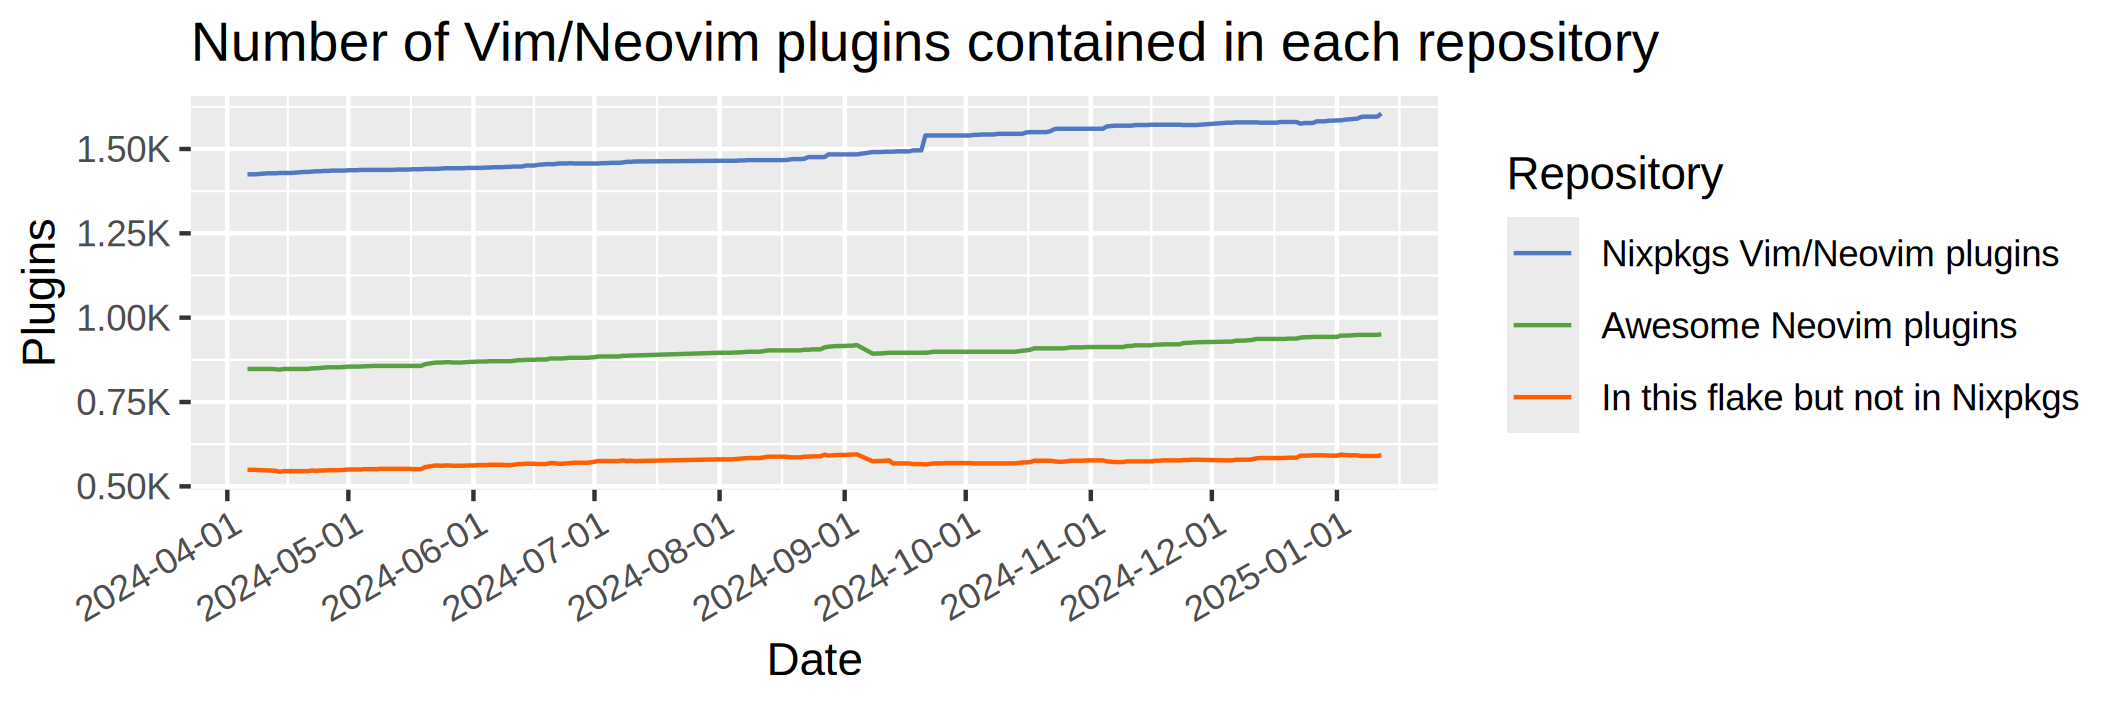 Number of Vim/Neovim plugins contained in each repository
Plugins
1.50K
1.25K
1.00K
0.75K
0.50K
2024-04-01
2024-05-01
2024-06-01
2024-07-01
2024-08-01
2024-09-01
2024-10-01
2024-11-01
2024-12-01
2025-01-01
Date
Repository
Nixpkgs Vim/Neovim plugins
Awesome Neovim plugins
In this flake but not in Nixpkgs